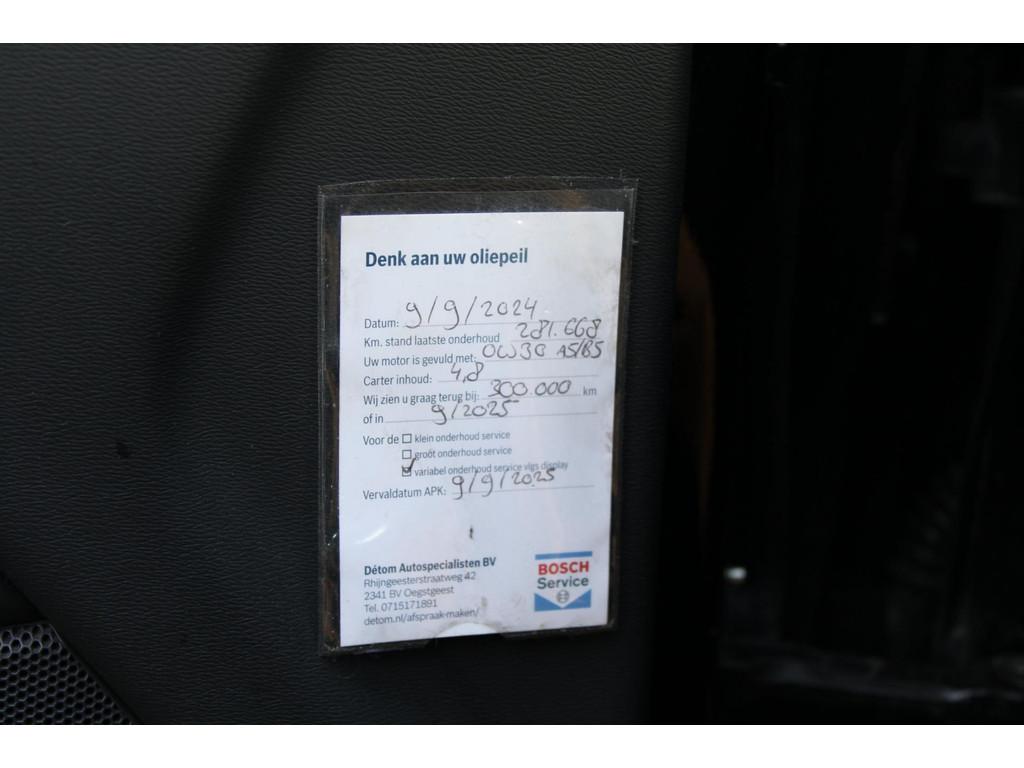 Denk aan uw oliepeil
Datum: 9/9/2024
Km. stand laatste onderhoud 281.668
Uw motor is gevuld met: 0W30 A5/B5
Carter inhoud: 4,8
Wij zien u graag terug bij: 300.000 km
of in 9/2025
Voor de klein onderhoud service
groot onderhoud service
variabel onderhoud service vlgs display
Vervaldatum APK: 9/9/2025
Détom Autospecialisten BV
Rhijngeesterstraatweg 42
2341 BV Oegstgeest
Tel. 0715171891
detom.nl/afspraak-maken/
BOSCH
Service